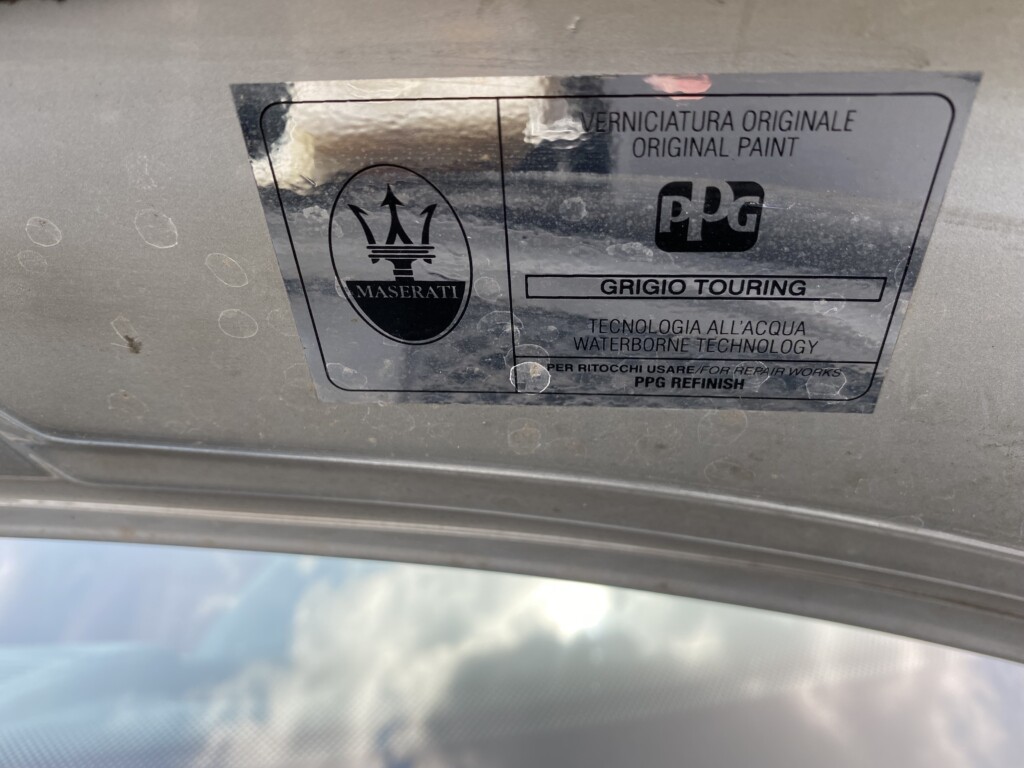 MASERATI
VERNICIATURA ORIGINALE
ORIGINAL PAINT
PPG
GRIGIO TOURING
TECNOLOGIA ALL'ACQUA
WATERBORNE TECHNOLOGY
PER RITOCCHI USARE/FOR REPAIR WORKS
PPG REFINISH